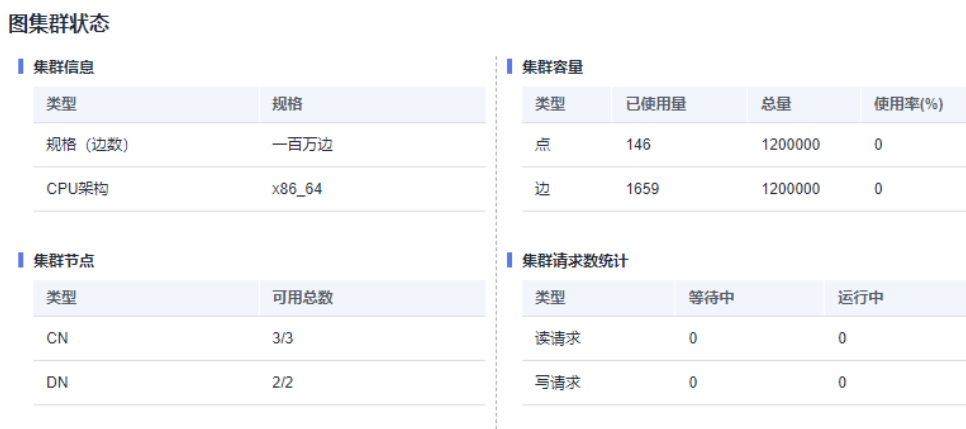 图集群状态
集群信息
类型 规格
规格（边数） 一百万边
CPU架构 x86_64
集群容量
类型 已使用量 总量 使用率(%)
点 146 1200000 0
边 1659 1200000 0
集群节点
类型 可用总数
CN 3/3
DN 2/2
集群请求数统计
类型 等待中 运行中
读请求 0 0
写请求 0 0